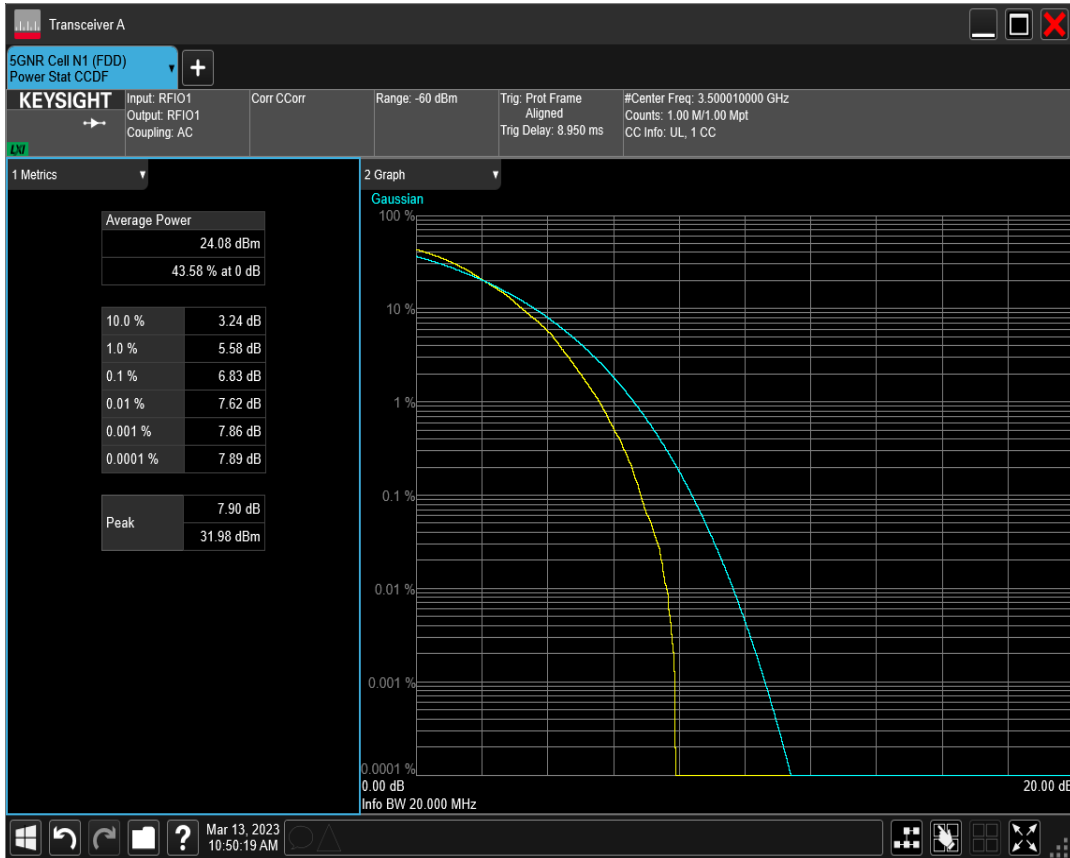 Transceiver A
5GNR Cell N1 (FDD)
Power Stat CCDF
+
KEYSIGHT
LXI
Input: RFIO1
Output: RFIO1
Coupling: AC
Corr CCorr
Range: -60 dBm
Trig: Prot Frame
Aligned
Trig Delay: 8.950 ms
#Center Freq: 3.500010000 GHz
Counts: 1.00 M/1.00 Mpt
CC Info: UL, 1 CC
1 Metrics
Average Power
24.08 dBm
43.58 % at 0 dB
10.0 % 3.24 dB
1.0 % 5.58 dB
0.1 % 6.83 dB
0.01 % 7.62 dB
0.001 % 7.86 dB
0.0001 % 7.89 dB
Peak 7.90 dB
31.98 dBm
2 Graph
Gaussian
100 %
10 %
1 %
0.1 %
0.01 %
0.001 %
0.0001 %
0.00 dB 20.00 dB
Info BW 20.000 MHz
?
Mar 13, 2023
10:50:19 AM